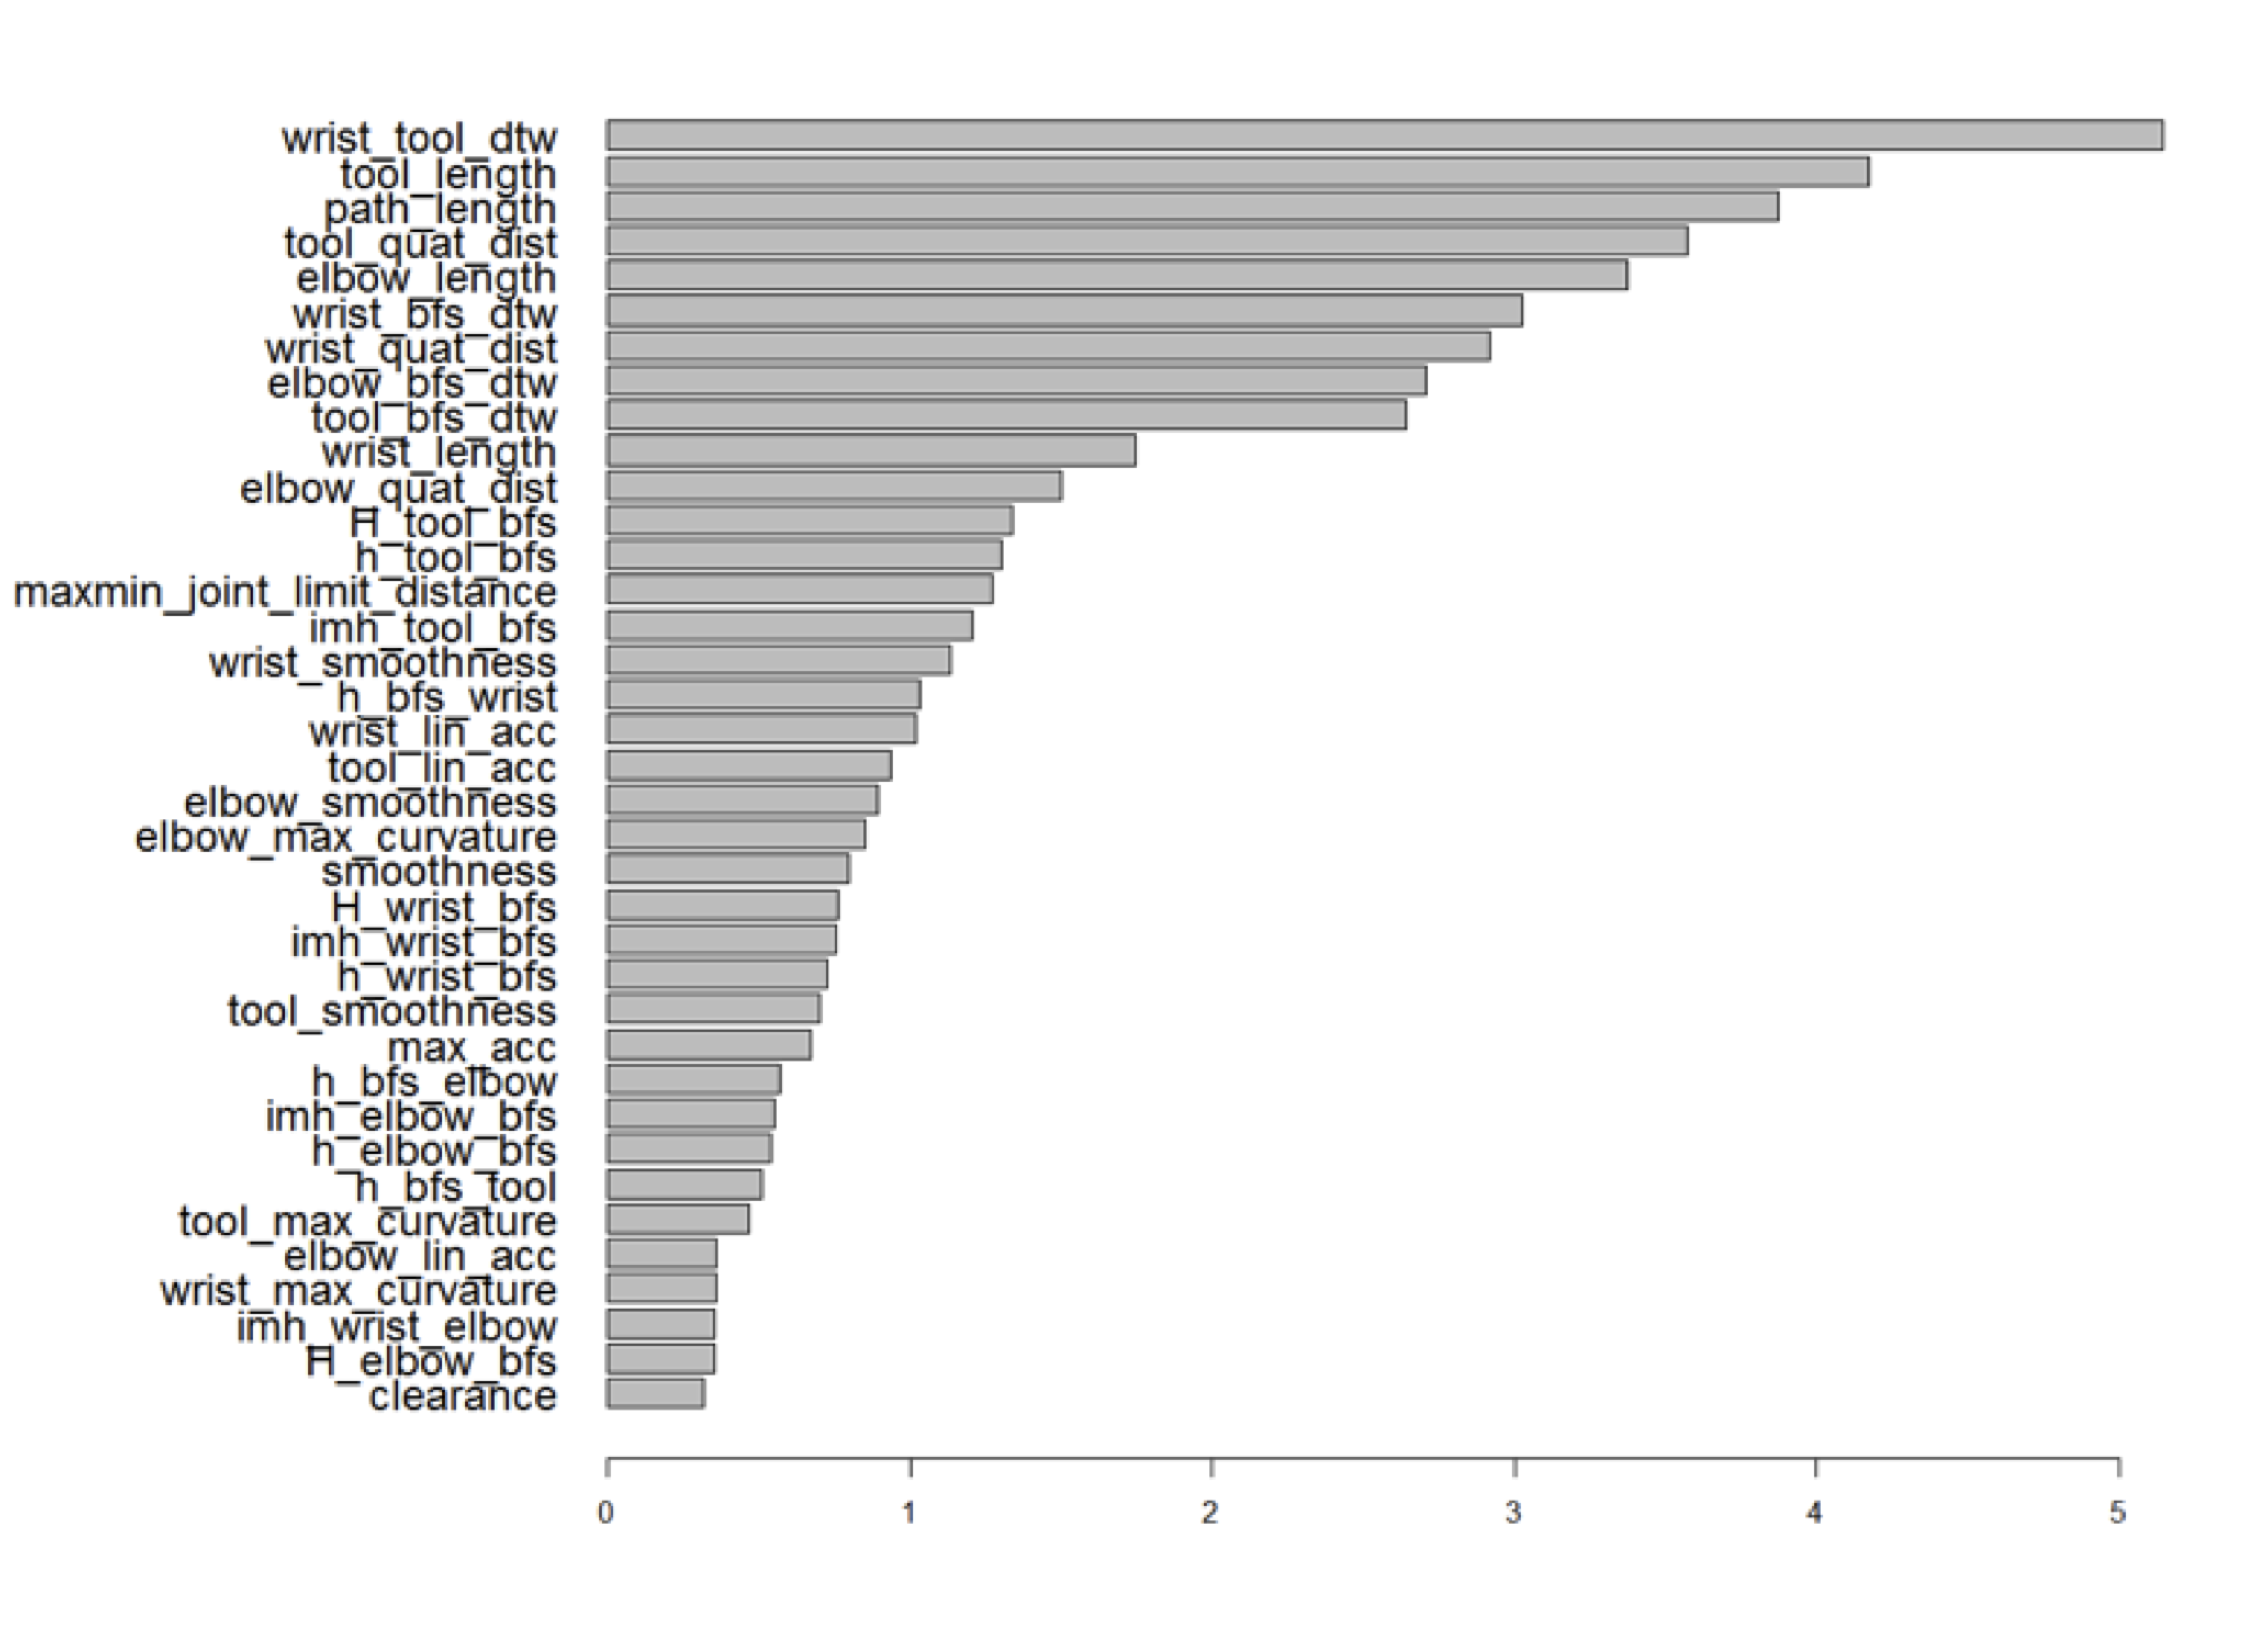 wrist_tool_dtw
tool_length
path_length
tool_quat_dist
elbow_length
wrist_bfs_dtw
wrist_quat_dist
elbow_bfs_dtw
tool_bfs_dtw
wrist_length
elbow_quat_dist
H_tool_bfs
h_tool_bfs
maxmin_joint_limit_distance
imh_tool_bfs
wrist_smoothness
h_bfs_wrist
wrist_lin_acc
tool_lin_acc
elbow_smoothness
elbow_max_curvature
smoothness
H_wrist_bfs
imh_wrist_bfs
h_wrist_bfs
tool_smoothness
max_acc
h_bfs_elbow
imh_elbow_bfs
h_elbow_bfs
h_bfs_tool
tool_max_curvature
elbow_lin_acc
wrist_max_curvature
imh_wrist_elbow
H_elbow_bfs
clearance
0 1 2 3 4 5